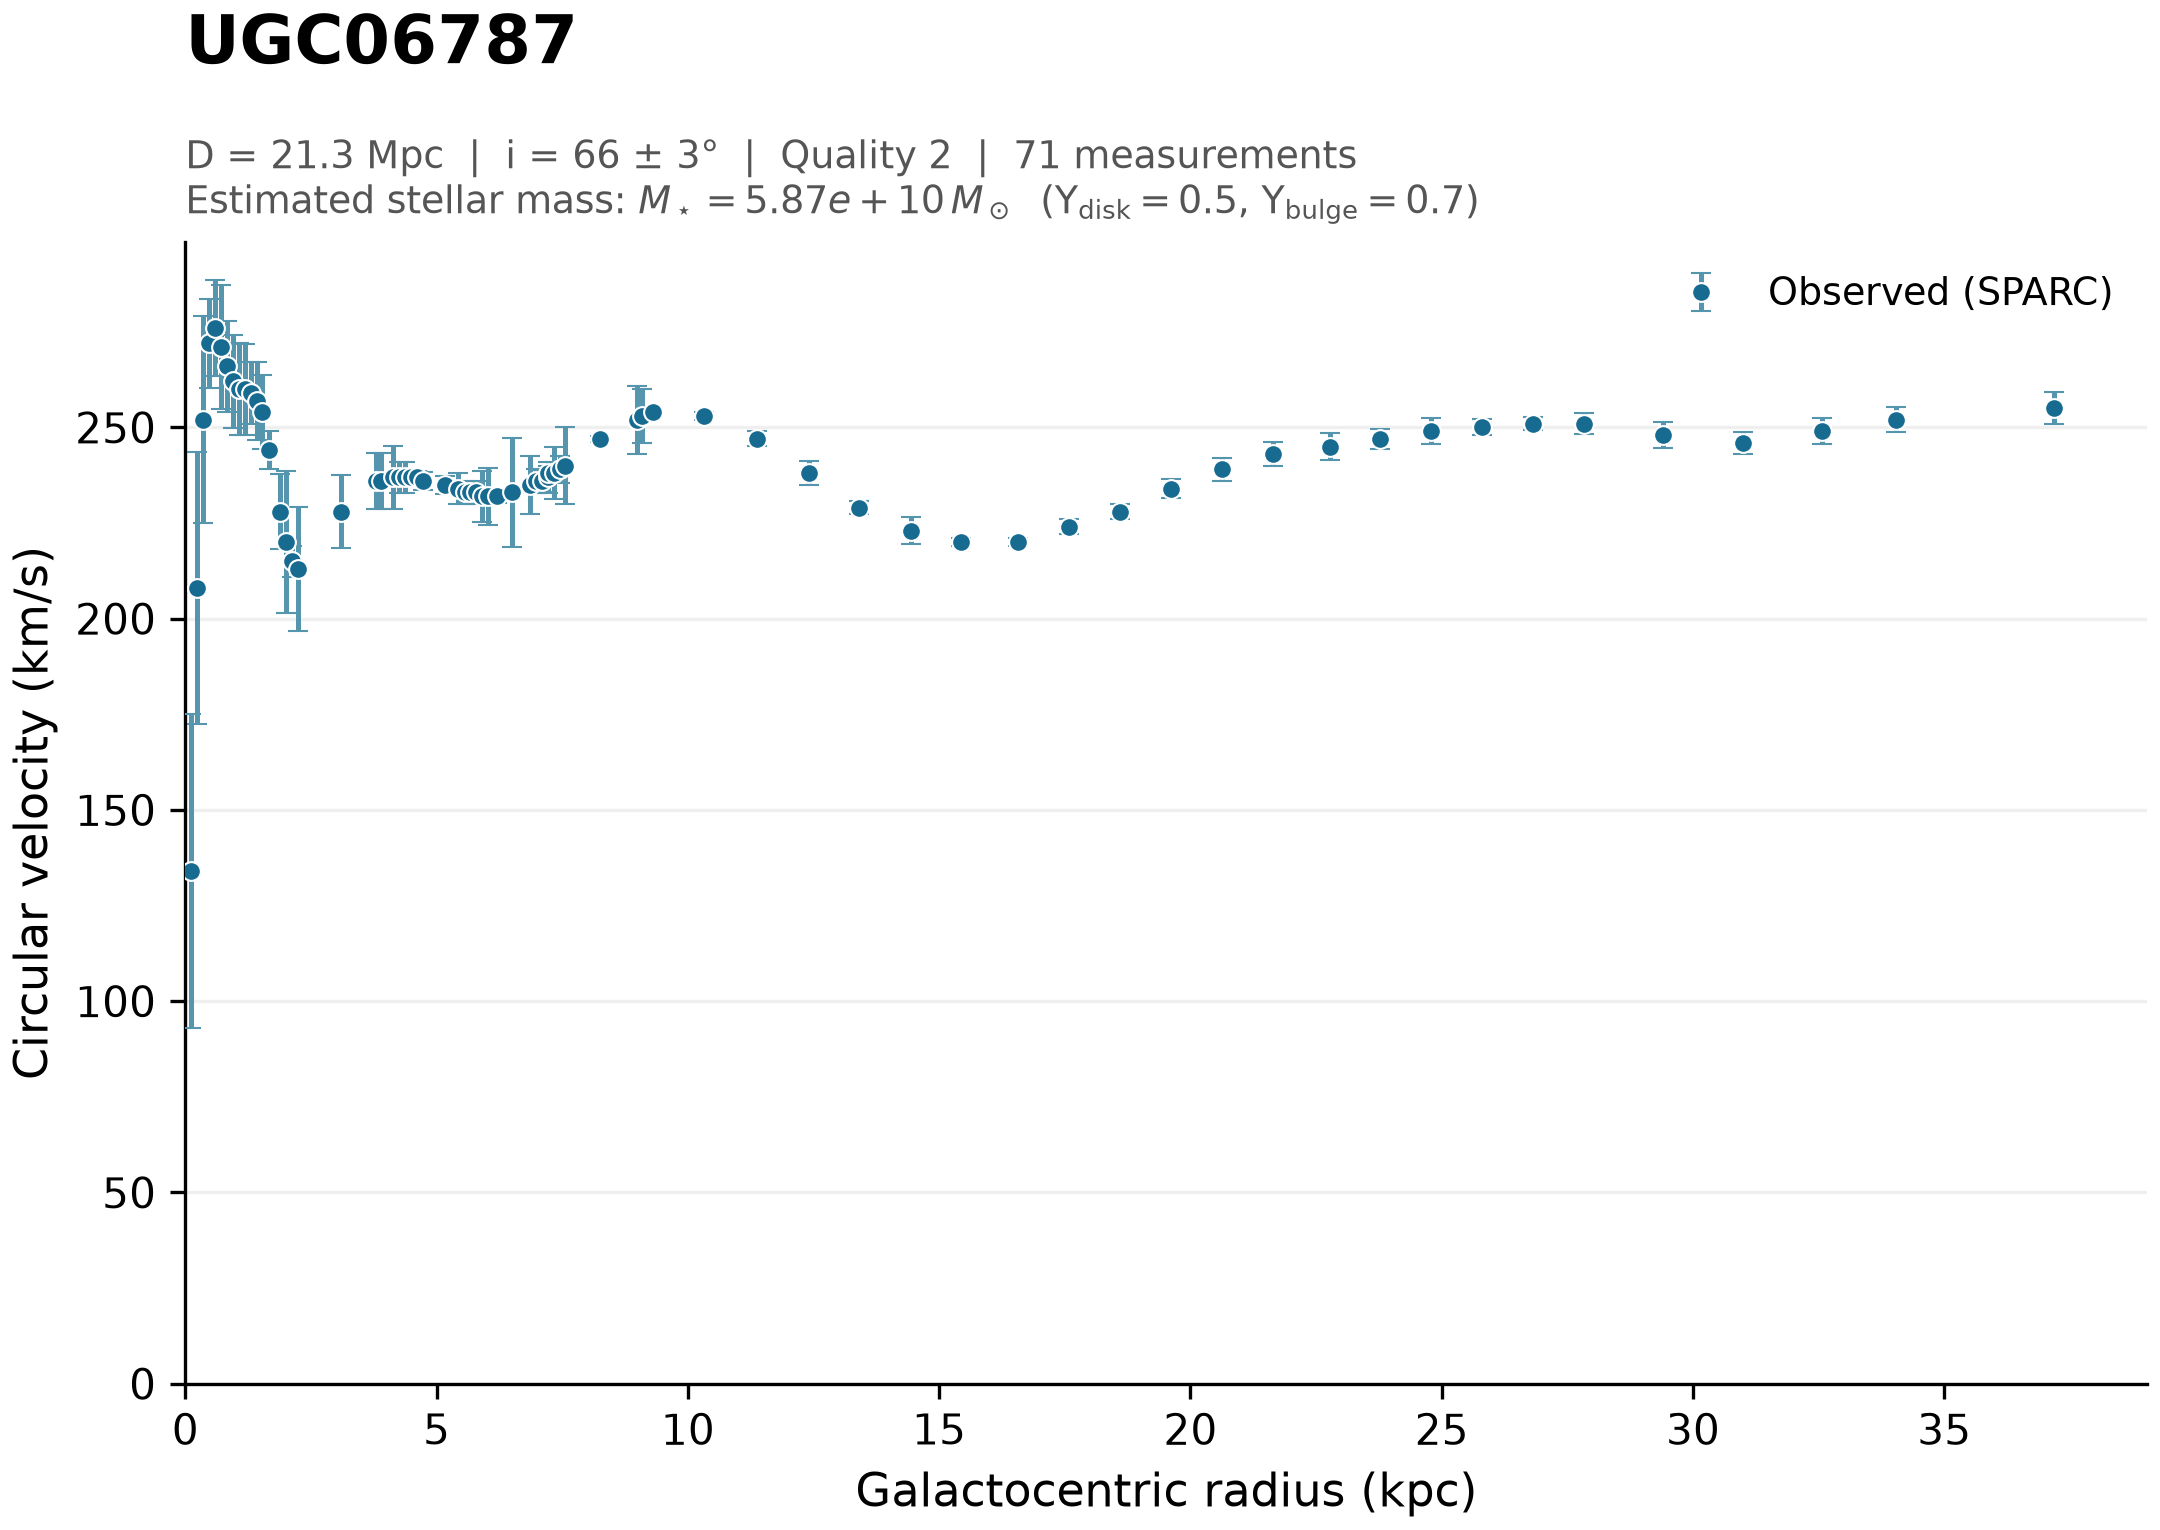 UGC06787
D = 21.3 Mpc | i = 66 ± 3° | Quality 2 | 71 measurements
Estimated stellar mass: M⋆ = 5.87e + 10 M⊙ (Υdisk = 0.5, Υbulge = 0.7)
Observed (SPARC)
Circular velocity (km/s)
250
200
150
100
50
0
0 5 10 15 20 25 30 35
Galactocentric radius (kpc)